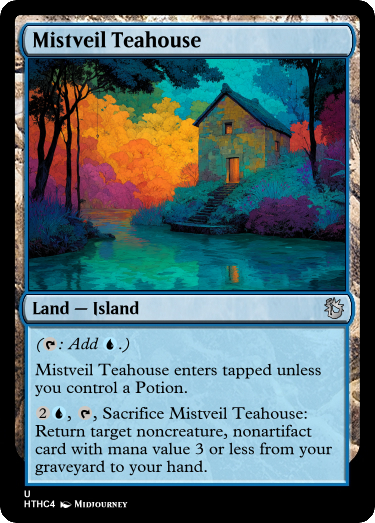 Mistveil Teahouse
Land — Island
(: Add .)
Mistveil Teahouse enters tapped unless
you control a Potion.
2, , Sacrifice Mistveil Teahouse:
Return target noncreature, nonartifact
card with mana value 3 or less from your
graveyard to your hand.
U
HTHC4 Midjourney